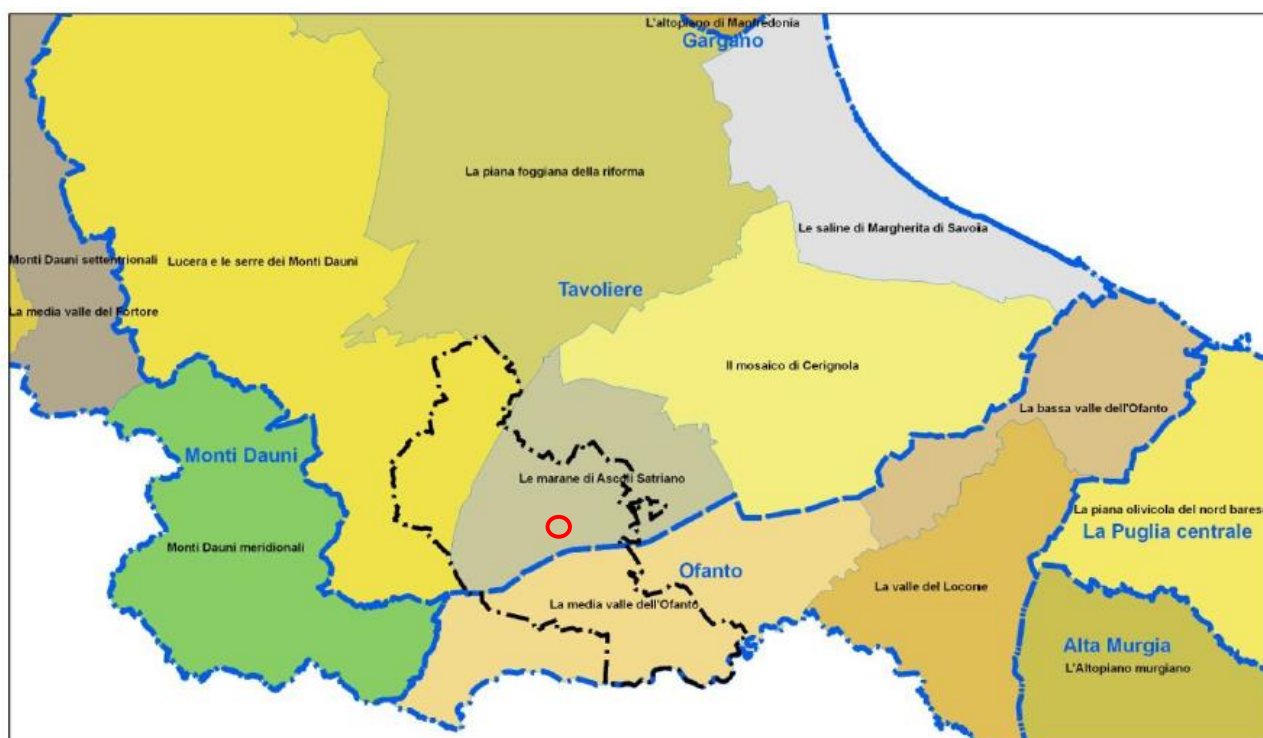 L'altopiano di Manfredonia
Gargano
La piana foggiana della riforma
Le saline di Margherita di Savoia
Monti Dauni settentrionali
Lucera e le serre dei Monti Dauni
Tavoliere
La media valle del Fortore
Il mosaico di Cerignola
La bassa valle dell'Ofanto
Monti Dauni
Le marane di Ascoli Satriano
La piana olivicola del nord barese
La Puglia centrale
Monti Dauni meridionali
Ofanto
La valle del Locone
La media valle dell'Ofanto
Alta Murgia
L'Altopiano murgiano